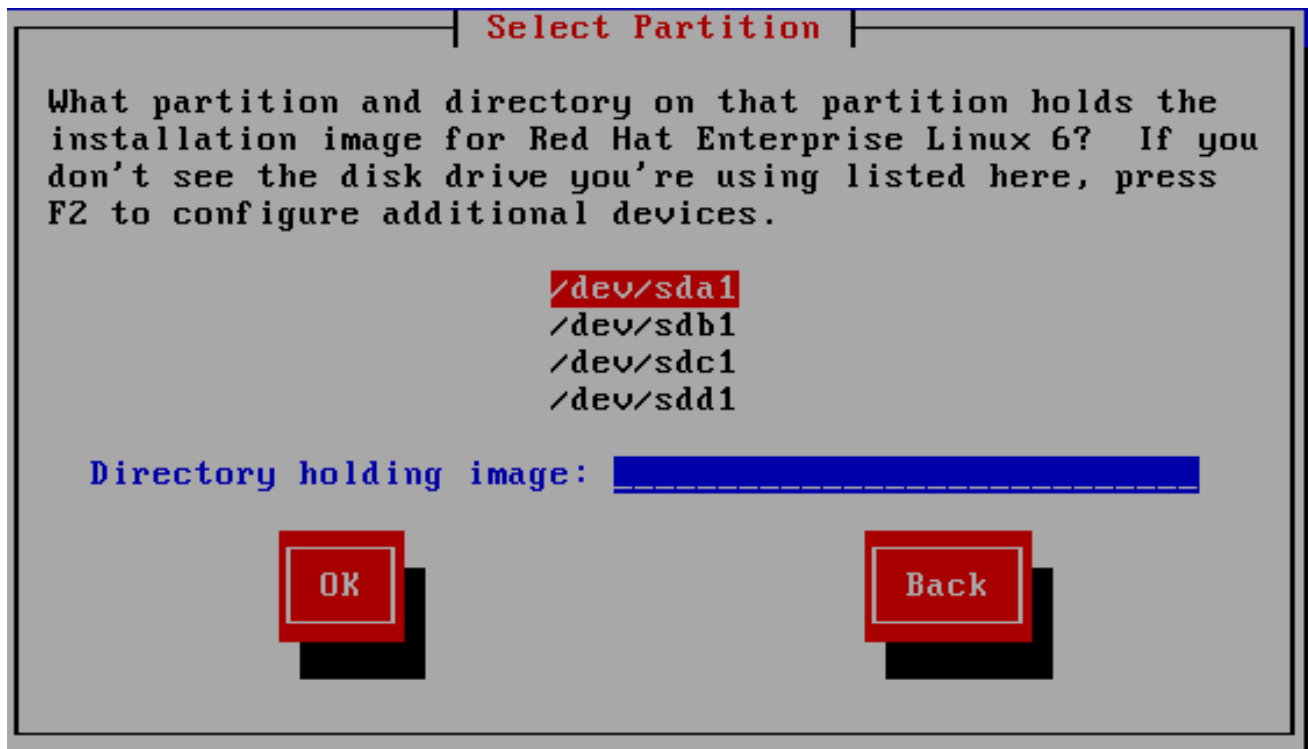 Select Partition
What partition and directory on that partition holds the
installation image for Red Hat Enterprise Linux 6?  If you
don't see the disk drive you're using listed here, press
F2 to configure additional devices.
/dev/sda1
/dev/sdb1
/dev/sdc1
/dev/sdd1
Directory holding image: ____________________________
OK
Back